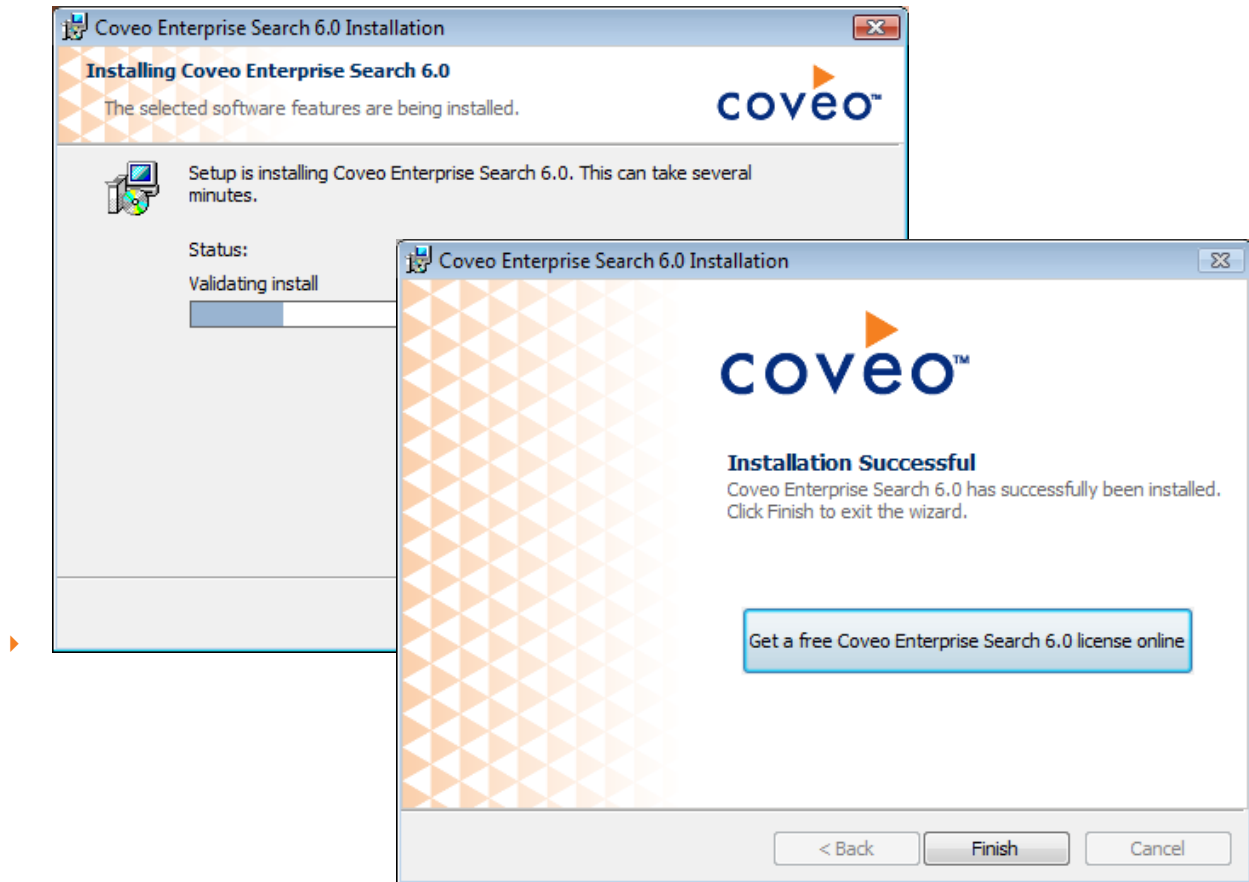 Coveo Enterprise Search 6.0 Installation
Installing Coveo Enterprise Search 6.0
The selected software features are being installed.
coveo™
Setup is installing Coveo Enterprise Search 6.0. This can take several
minutes.
Status:
Validating install
Coveo Enterprise Search 6.0 Installation
coveo™
Installation Successful
Coveo Enterprise Search 6.0 has successfully been installed.
Click Finish to exit the wizard.
Get a free Coveo Enterprise Search 6.0 license online
< Back
Finish
Cancel